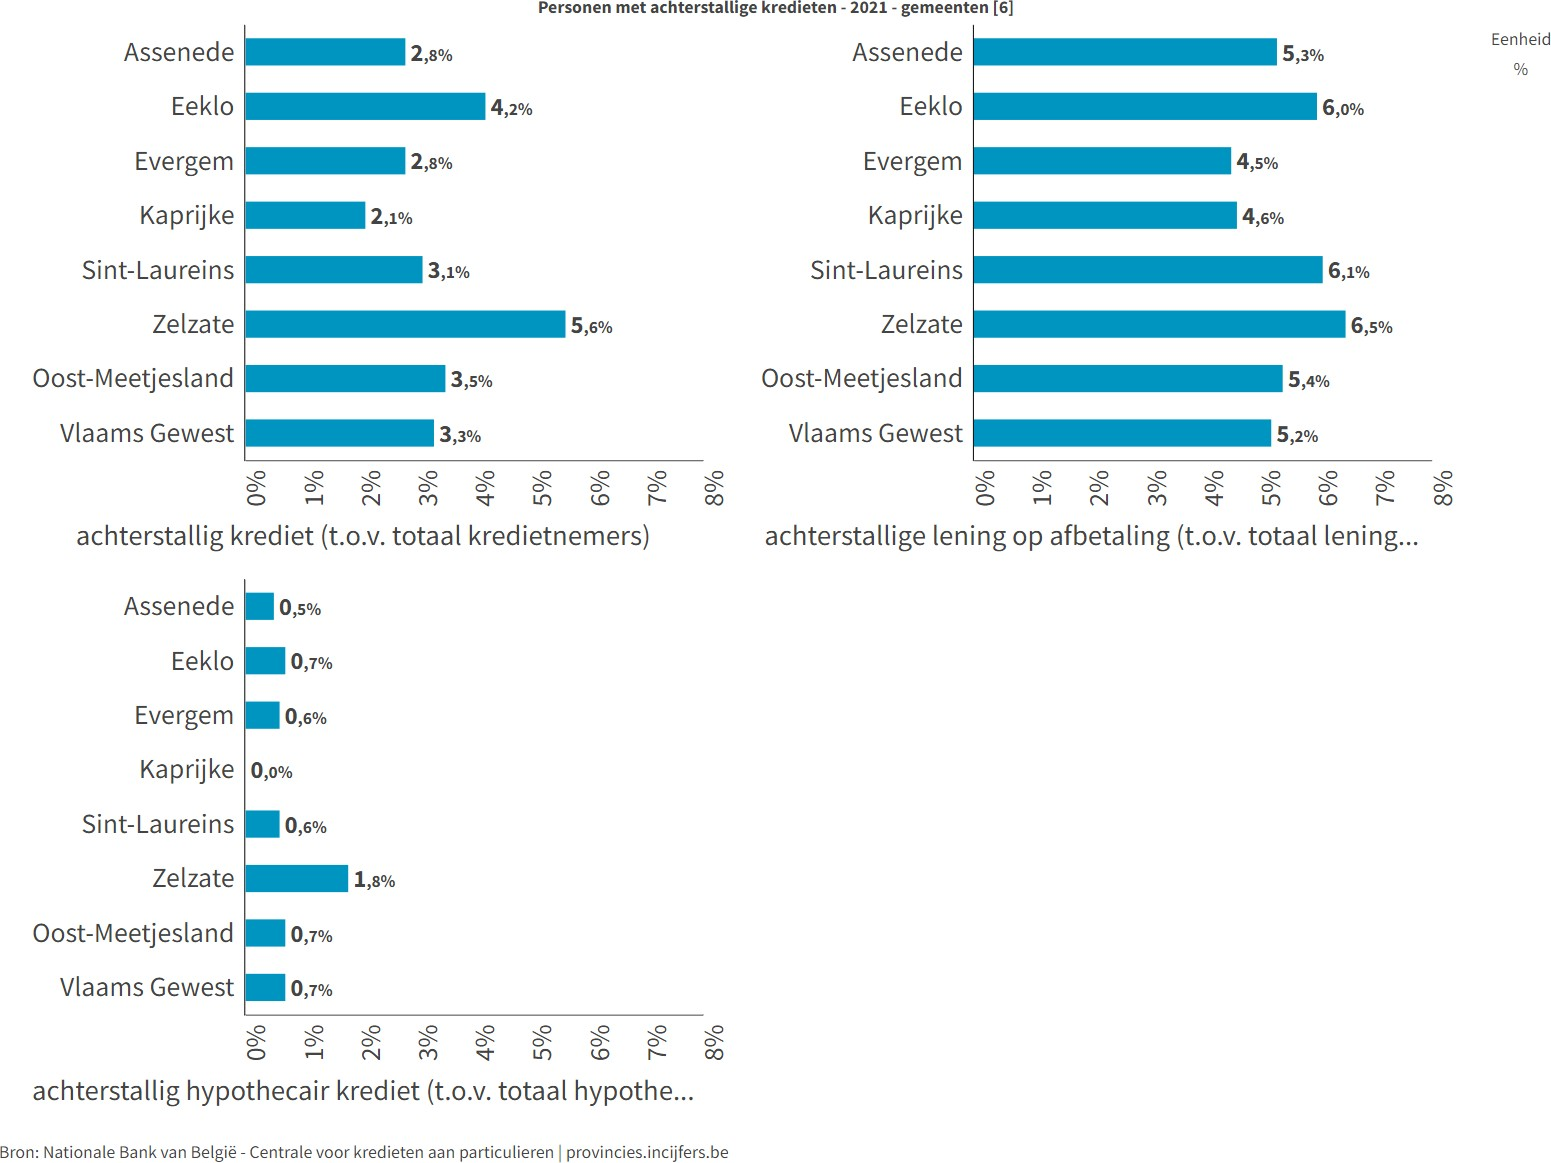 Personen met achterstallige kredieten - 2021 - gemeenten [6]
Eenheid
%
Assenede 2,8%
Eeklo 4,2%
Evergem 2,8%
Kaprijke 2,1%
Sint-Laureins 3,1%
Zelzate 5,6%
Oost-Meetjesland 3,5%
Vlaams Gewest 3,3%
0% 1% 2% 3% 4% 5% 6% 7% 8%
achterstallig krediet (t.o.v. totaal kredietnemers)
Assenede 5,3%
Eeklo 6,0%
Evergem 4,5%
Kaprijke 4,6%
Sint-Laureins 6,1%
Zelzate 6,5%
Oost-Meetjesland 5,4%
Vlaams Gewest 5,2%
0% 1% 2% 3% 4% 5% 6% 7% 8%
achterstallige lening op afbetaling (t.o.v. totaal lening...
Assenede 0,5%
Eeklo 0,7%
Evergem 0,6%
Kaprijke 0,0%
Sint-Laureins 0,6%
Zelzate 1,8%
Oost-Meetjesland 0,7%
Vlaams Gewest 0,7%
0% 1% 2% 3% 4% 5% 6% 7% 8%
achterstallig hypothecair krediet (t.o.v. totaal hypothe...
Bron: Nationale Bank van België - Centrale voor kredieten aan particulieren | provincies.incijfers.be